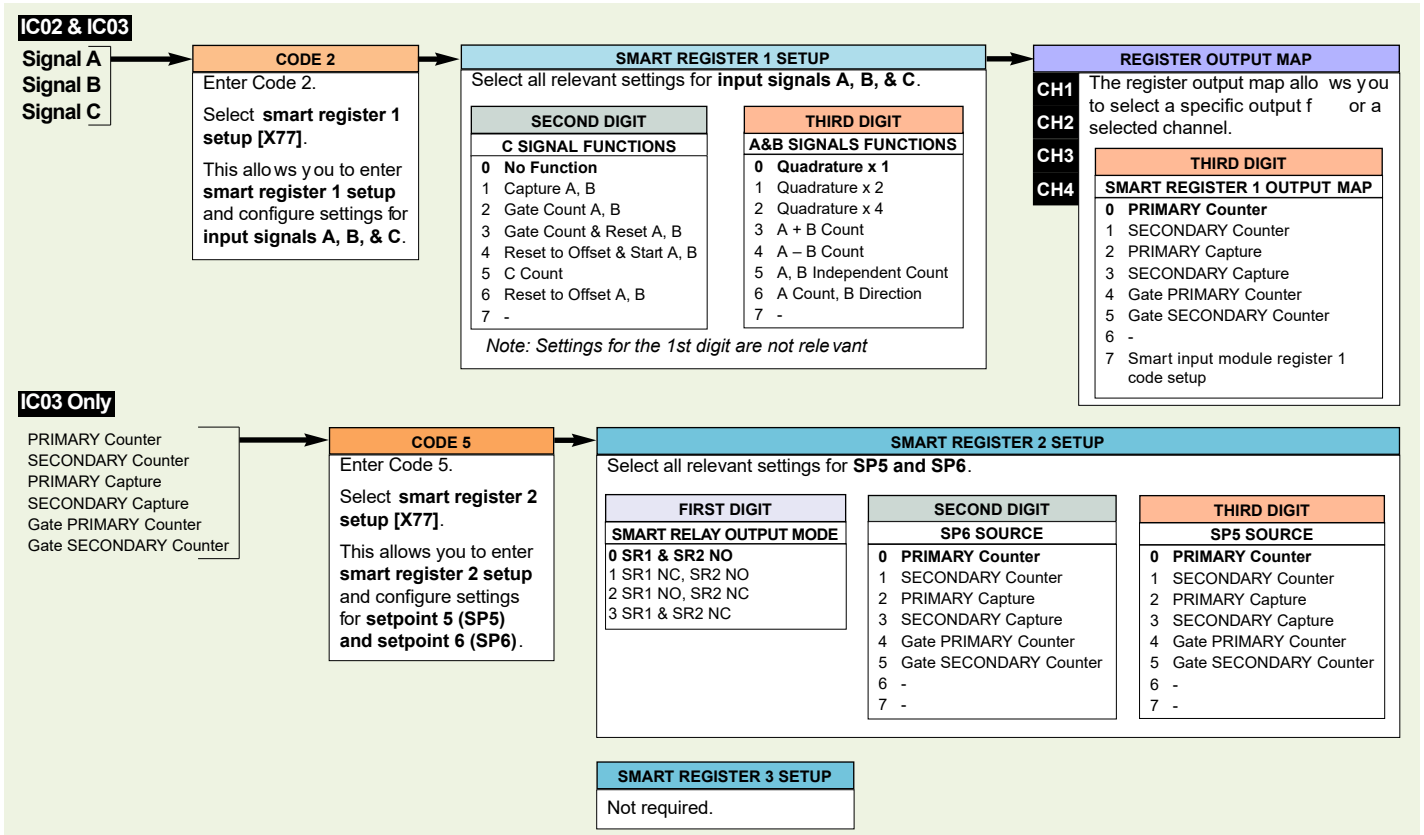 IC02 & IC03
Signal A
Signal B
Signal C
CODE 2
Enter Code 2.
Select smart register 1
setup [X77].
This allo ws y ou to enter
smart register 1 setup
and configure settings for
input signals A, B, & C.
SMART REGISTER 1 SETUP
Select all relevant settings for input signals A, B, & C.
SECOND DIGIT
C SIGNAL FUNCTIONS
0 No Function
1 Capture A, B
2 Gate Count A, B
3 Gate Count & Reset A, B
4 Reset to Offset & Start A, B
5 C Count
6 Reset to Offset A, B
7 -
THIRD DIGIT
A&B SIGNALS FUNCTIONS
0 Quadrature x 1
1 Quadrature x 2
2 Quadrature x 4
3 A + B Count
4 A – B Count
5 A, B Independent Count
6 A Count, B Direction
7 -
Note: Settings for the 1st digit are not rele vant
REGISTER OUTPUT MAP
CH1
CH2
CH3
CH4
The register output map allo ws y ou
to select a specific output f or a
selected channel.
THIRD DIGIT
SMART REGISTER 1 OUTPUT MAP
0 PRIMARY Counter
1 SECONDARY Counter
2 PRIMARY Capture
3 SECONDARY Capture
4 Gate PRIMARY Counter
5 Gate SECONDARY Counter
6 -
7 Smart input module register 1
code setup
IC03 Only
PRIMARY Counter
SECONDARY Counter
PRIMARY Capture
SECONDARY Capture
Gate PRIMARY Counter
Gate SECONDARY Counter
CODE 5
Enter Code 5.
Select smart register 2
setup [X77].
This allows you to enter
smart register 2 setup
and configure settings
for setpoint 5 (SP5)
and setpoint 6 (SP6).
SMART REGISTER 2 SETUP
Select all relevant settings for SP5 and SP6.
FIRST DIGIT
SMART RELAY OUTPUT MODE
0 SR1 & SR2 NO
1 SR1 NC, SR2 NO
2 SR1 NO, SR2 NC
3 SR1 & SR2 NC
SECOND DIGIT
SP6 SOURCE
0 PRIMARY Counter
1 SECONDARY Counter
2 PRIMARY Capture
3 SECONDARY Capture
4 Gate PRIMARY Counter
5 Gate SECONDARY Counter
6 -
7 -
THIRD DIGIT
SP5 SOURCE
0 PRIMARY Counter
1 SECONDARY Counter
2 PRIMARY Capture
3 SECONDARY Capture
4 Gate PRIMARY Counter
5 Gate SECONDARY Counter
6 -
7 -
SMART REGISTER 3 SETUP
Not required.